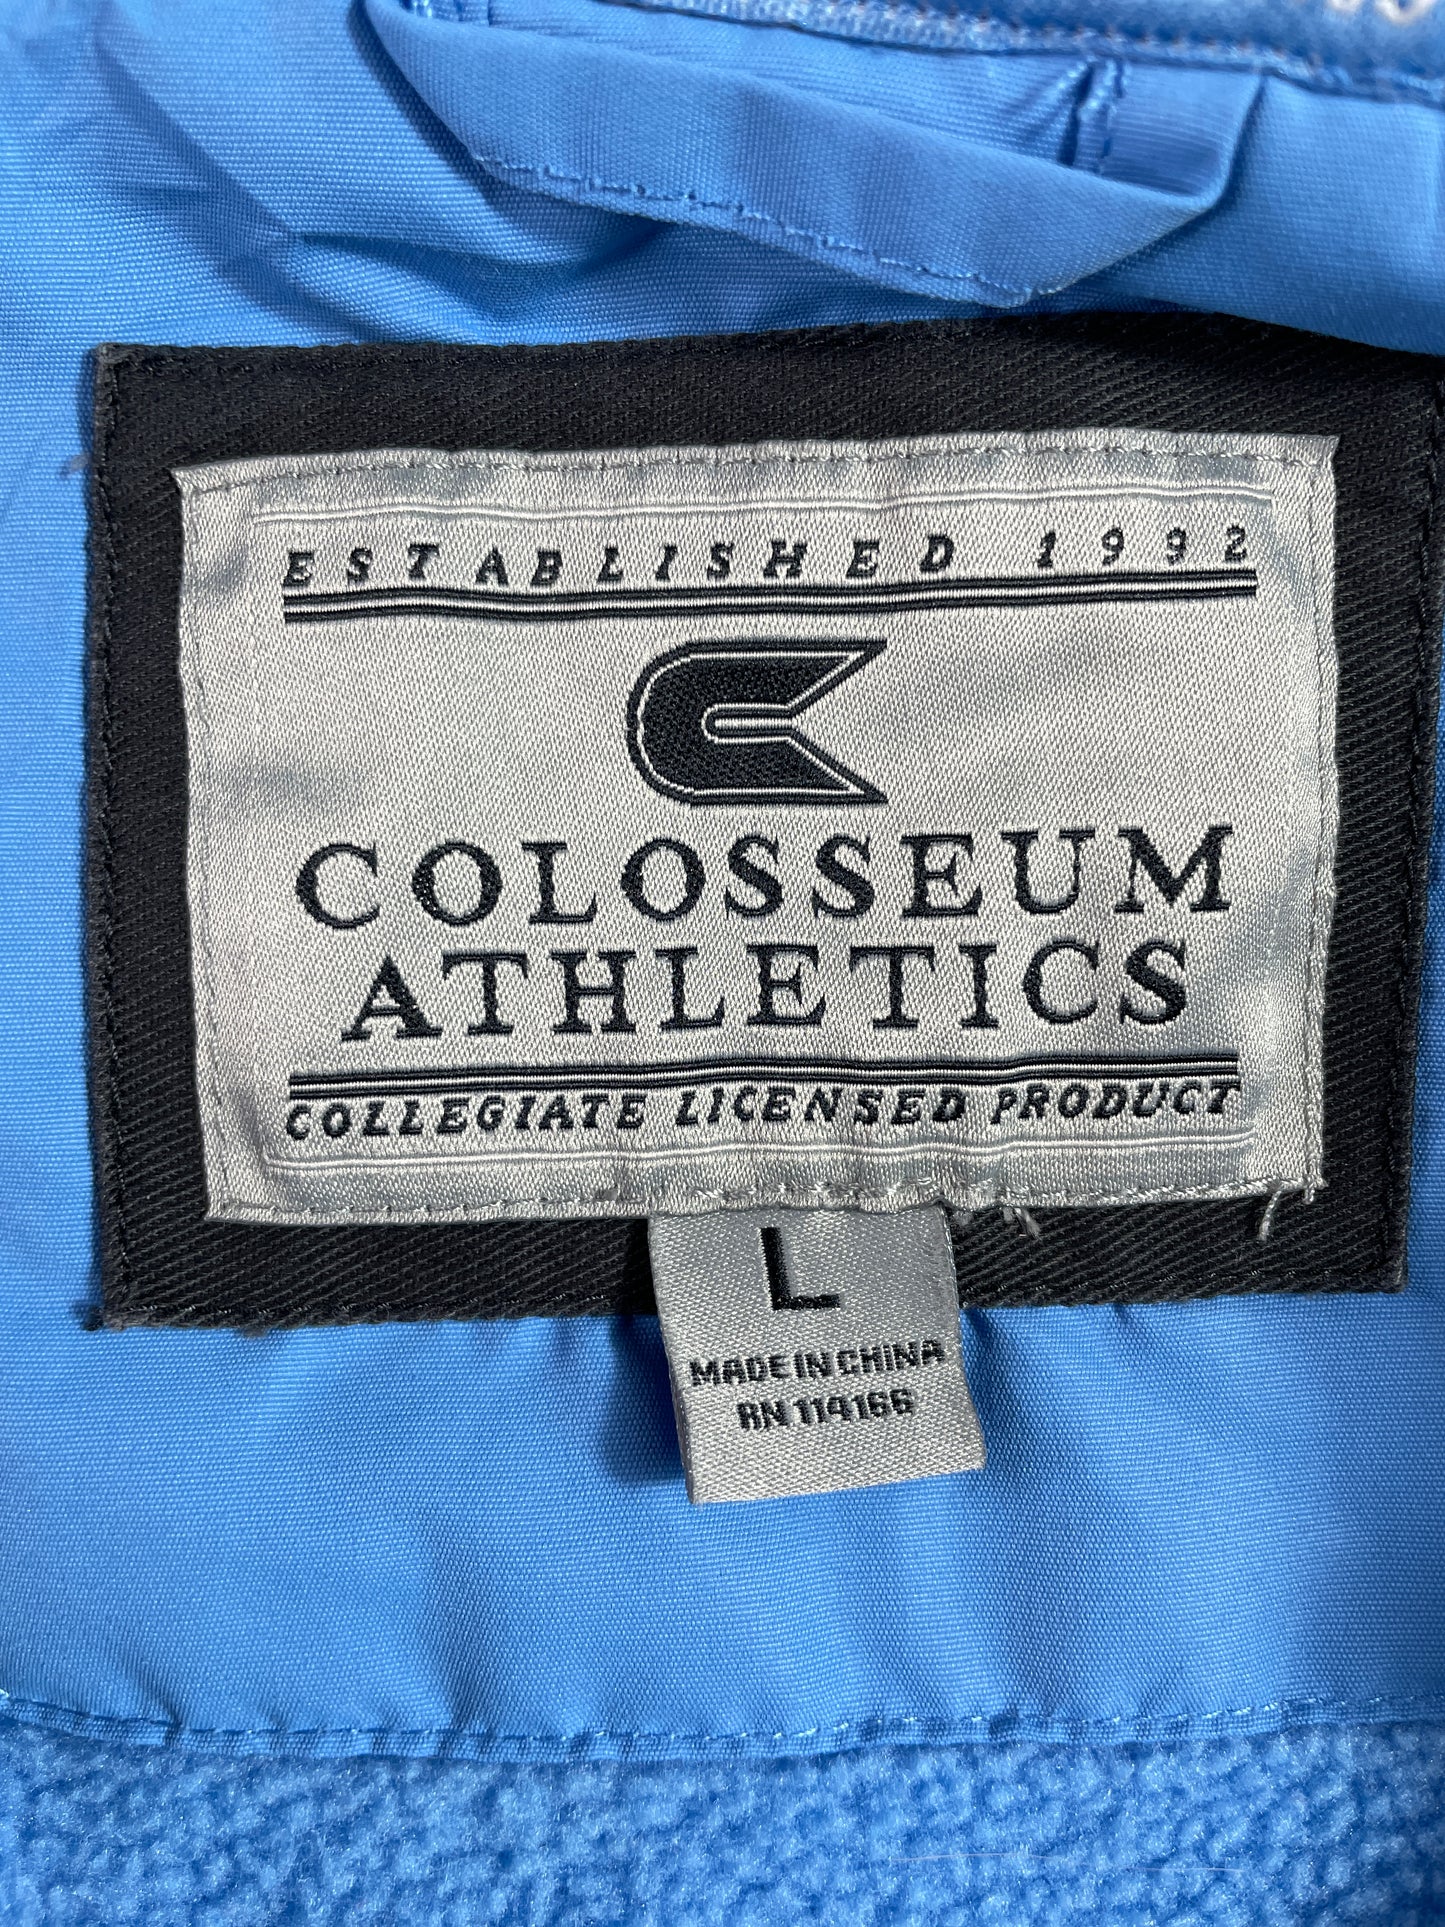 ESTABLISHED 1992
COLOSSEUM
ATHLETICS
COLLEGIATE LICENSED PRODUCT
L
MADE IN CHINA
RN 114166